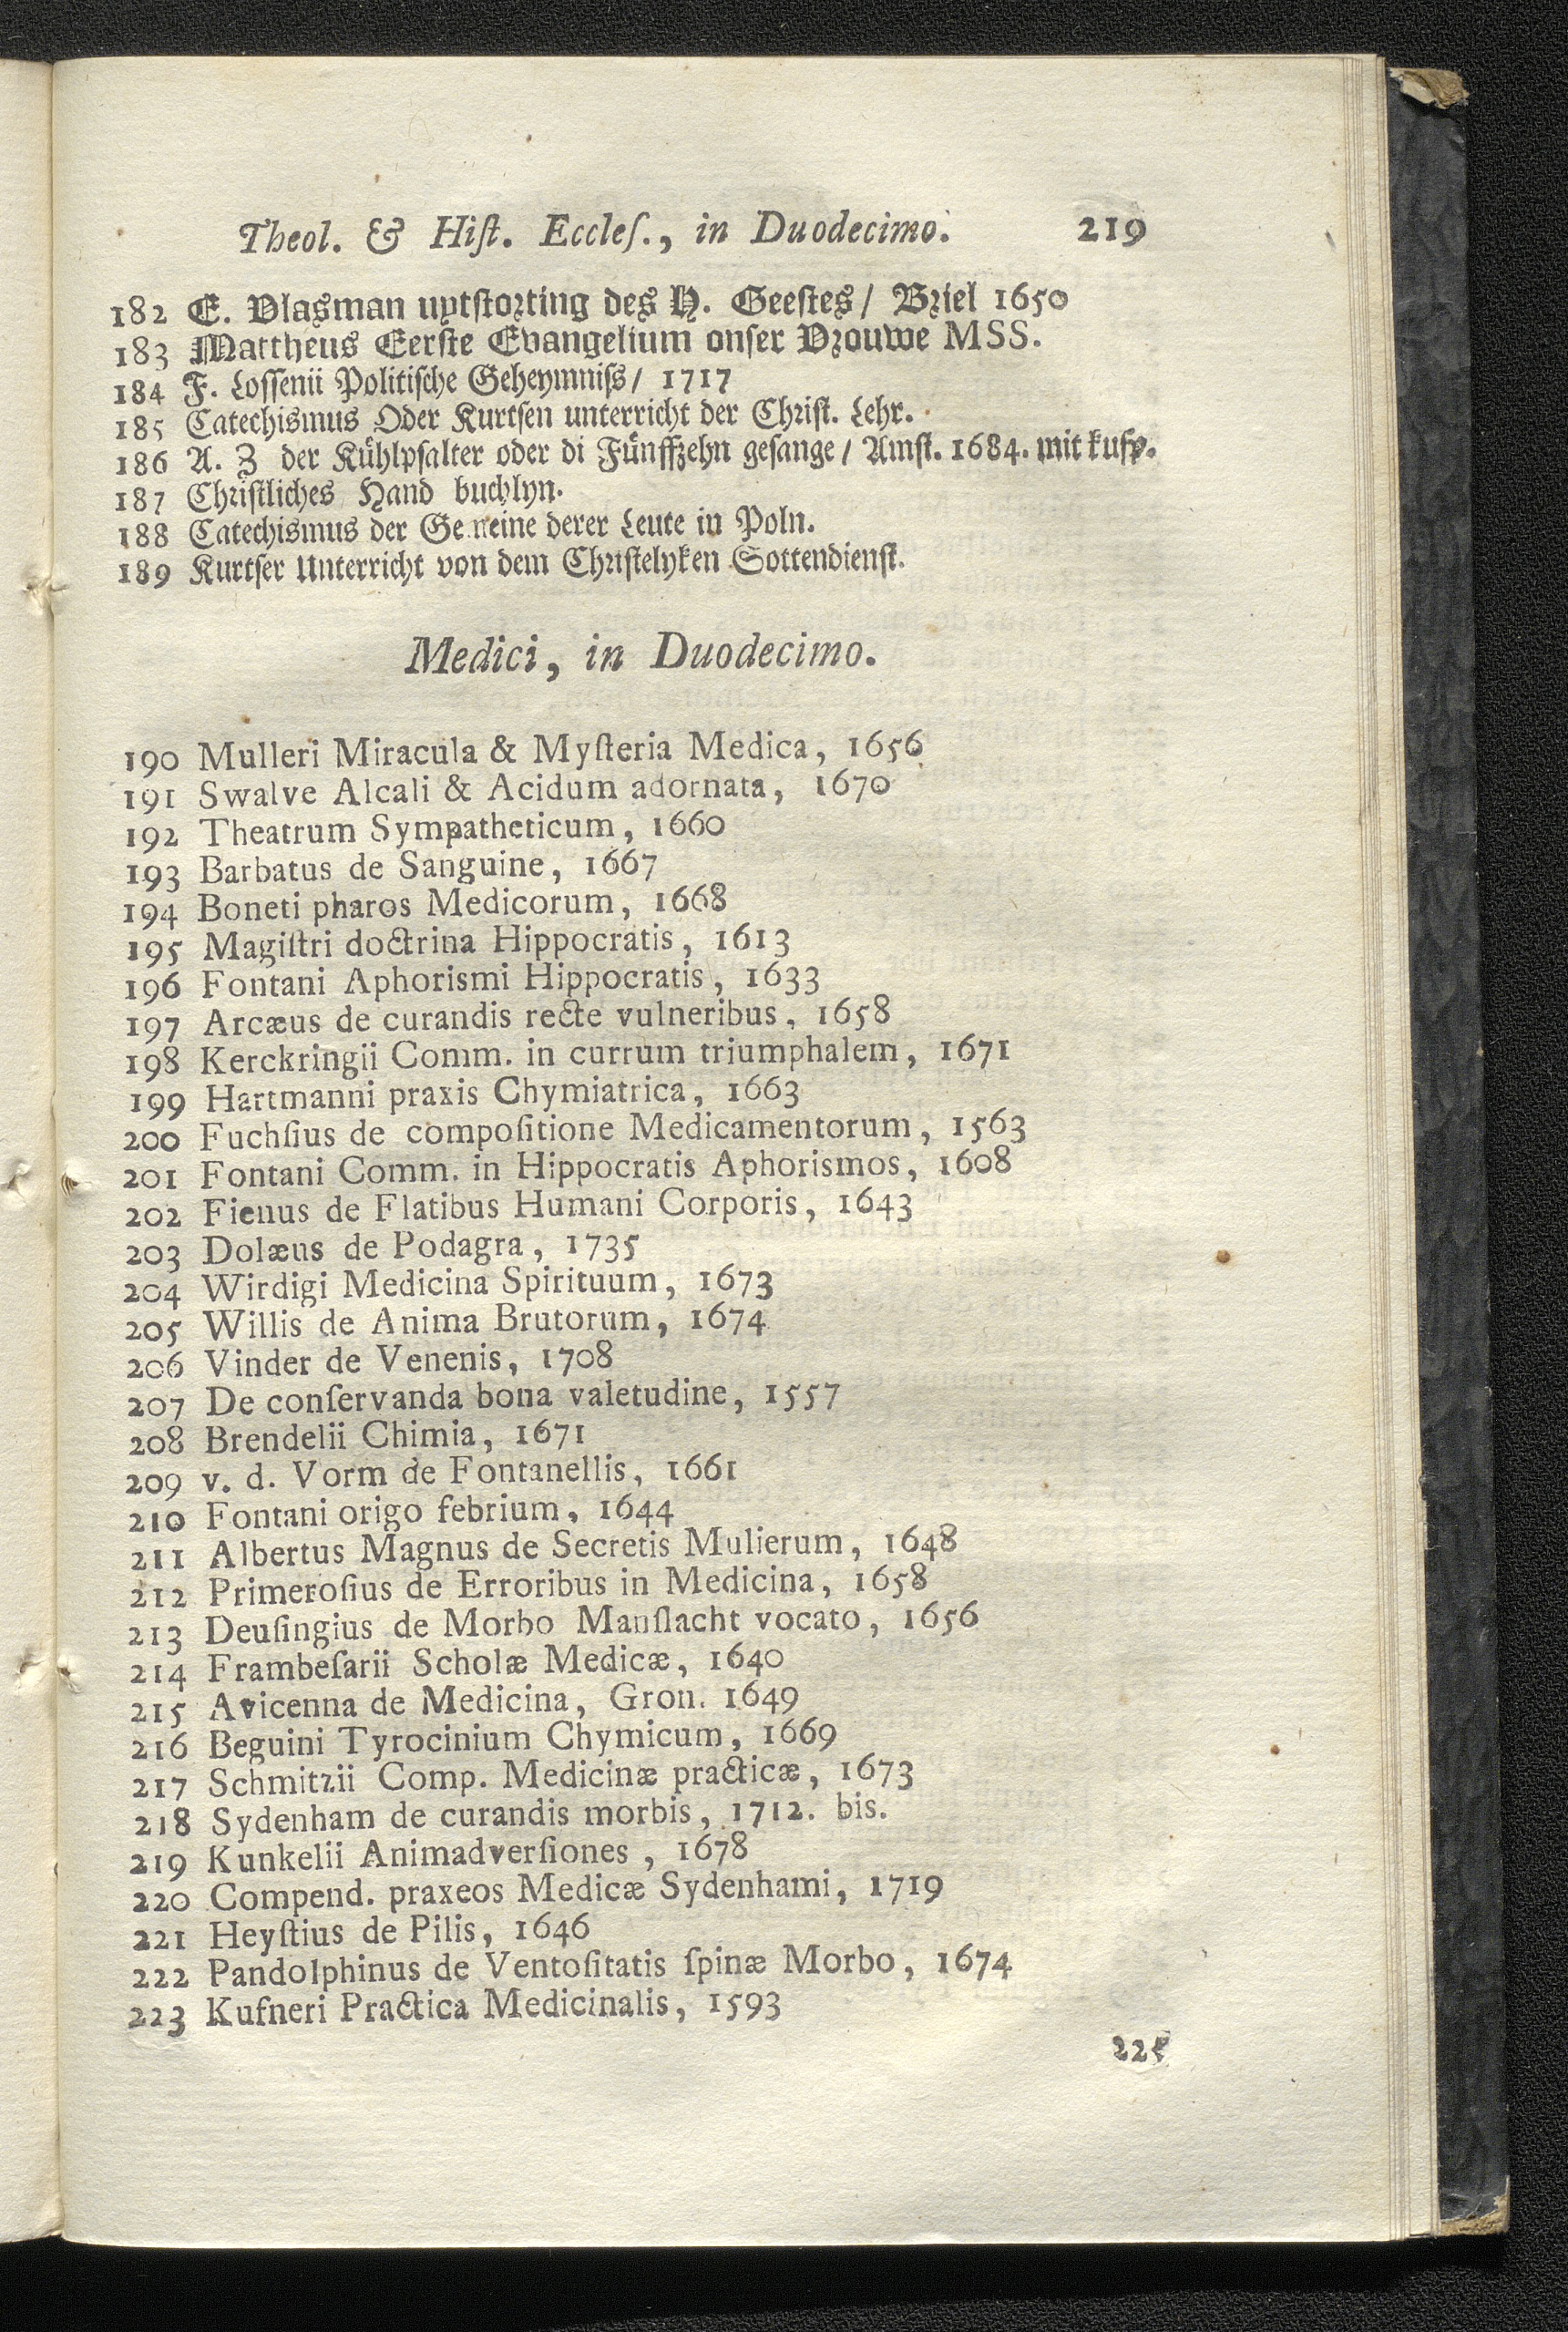 Theol. & Hiſt. Eccleſ., in Duodecimo. 219
182 E. Vlasman uytstorting des H. Geestes / Briel 1650
183 Mattheus Eerste Evangelium onser Vrouwe MSS.
184 F. Lossenii Politische Geheymniss / 1717
185 Catechismus Oder Kurtsen unterricht der Christ. Lehr.
186 A. Z der Kühlpsalter oder di Fünffzehn gesange / Amst. 1684. mit kusp.
187 Christliches Hand buchlyn.
188 Catechismus der Gemeine derer Leute in Poln.
189 Kurtser Unterricht von dem Christelyken Sottendienst.
Medici, in Duodecimo.
190 Mulleri Miracula & Myſteria Medica, 1656
191 Swalve Alcali & Acidum adornata, 1670
192 Theatrum Sympatheticum, 1660
193 Barbatus de Sanguine, 1667
194 Boneti pharos Medicorum, 1668
195 Magiſtri doctrina Hippocratis, 1613
196 Fontani Aphorismi Hippocratis, 1633
197 Arcæus de curandis recte vulneribus, 1658
198 Kerckringii Comm. in currum triumphalem, 1671
199 Hartmanni praxis Chymiatrica, 1663
200 Fuchſius de compoſitione Medicamentorum, 1563
201 Fontani Comm. in Hippocratis Aphorismos, 1608
202 Fienus de Flatibus Humani Corporis, 1643
203 Dolæus de Podagra, 1735
204 Wirdigi Medicina Spirituum, 1673
205 Willis de Anima Brutorum, 1674
206 Vinder de Venenis, 1708
207 De conſervanda bona valetudine, 1557
208 Brendelii Chimia, 1671
209 v. d. Vorm de Fontanellis, 1661
210 Fontani origo febrium, 1644
211 Albertus Magnus de Secretis Mulierum, 1648
212 Primeroſius de Erroribus in Medicina, 1658
213 Deuſingius de Morbo Manſlacht vocato, 1656
214 Frambeſarii Scholæ Medicæ, 1640
215 Avicenna de Medicina, Gron. 1649
216 Beguini Tyrocinium Chymicum, 1669
217 Schmitzii Comp. Medicinæ practicæ, 1673
218 Sydenham de curandis morbis, 1712. bis.
219 Kunkelii Animadverſiones, 1678
220 Compend. praxeos Medicæ Sydenhami, 1719
221 Heyſtius de Pilis, 1646
222 Pandolphinus de Ventoſitatis ſpinæ Morbo, 1674
223 Kufneri Practica Medicinalis, 1593
225